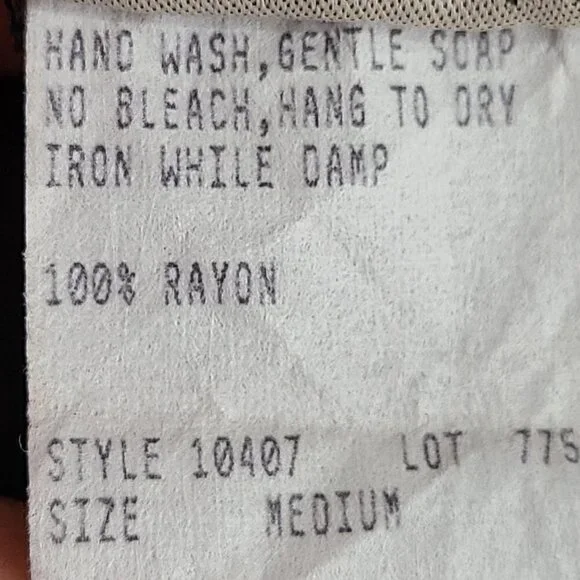 HAND WASH,GENTLE SOAP
NO BLEACH,HANG TO DRY
IRON WHILE DAMP
100% RAYON
STYLE 10407 LOT 775
SIZE MEDIUM